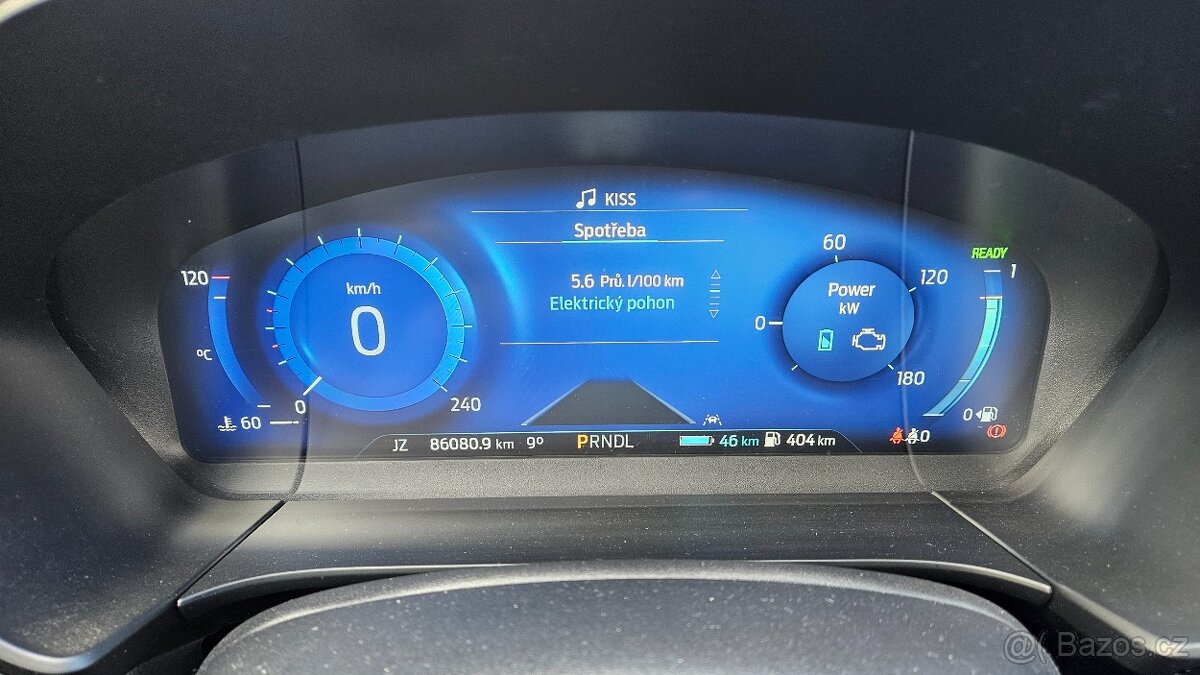 KISS
Spotřeba
5.6 Prů. l/100 km
Elektrický pohon
120
°C
60
km/h
0
0
240
60
120
180
0
Power
kW
READY
1
0
JZ 86080.9 km 9° PRNDL 46 km 404 km
0
@( Bazos.cz